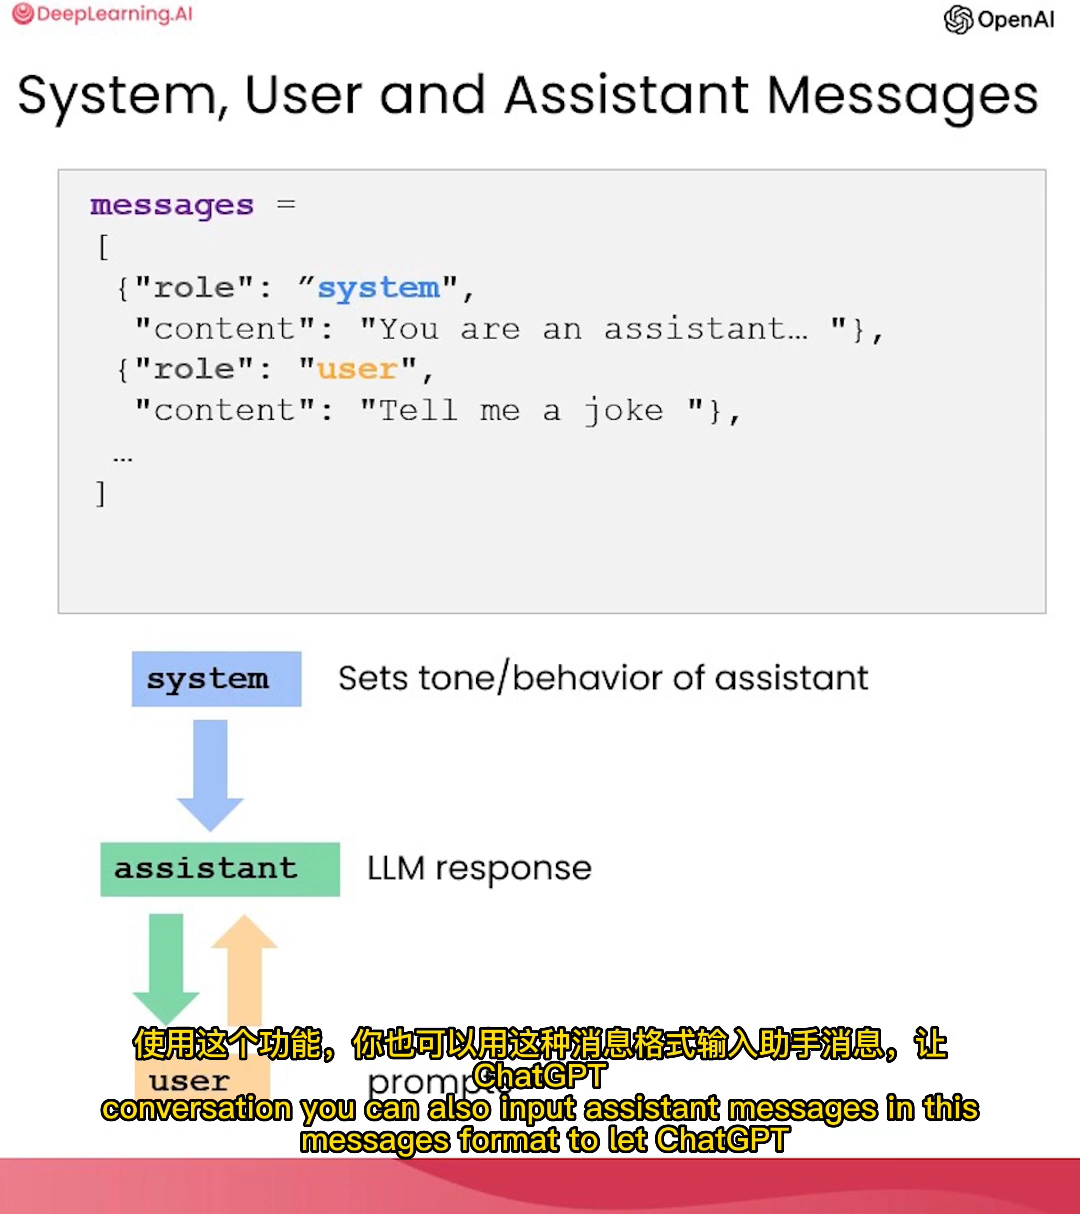 DeepLearning.AI
OpenAI
System, User and Assistant Messages
messages =
[
{"role": ”system",
"content": "You are an assistant… "},
{"role": "user",
"content": "Tell me a joke "},
…
]
system
Sets tone/behavior of assistant
assistant
LLM response
使用这个功能，你也可以用这种消息格式输入助手消息，让
ChatGPT
user
prompts
conversation you can also input assistant messages in this
messages format to let ChatGPT